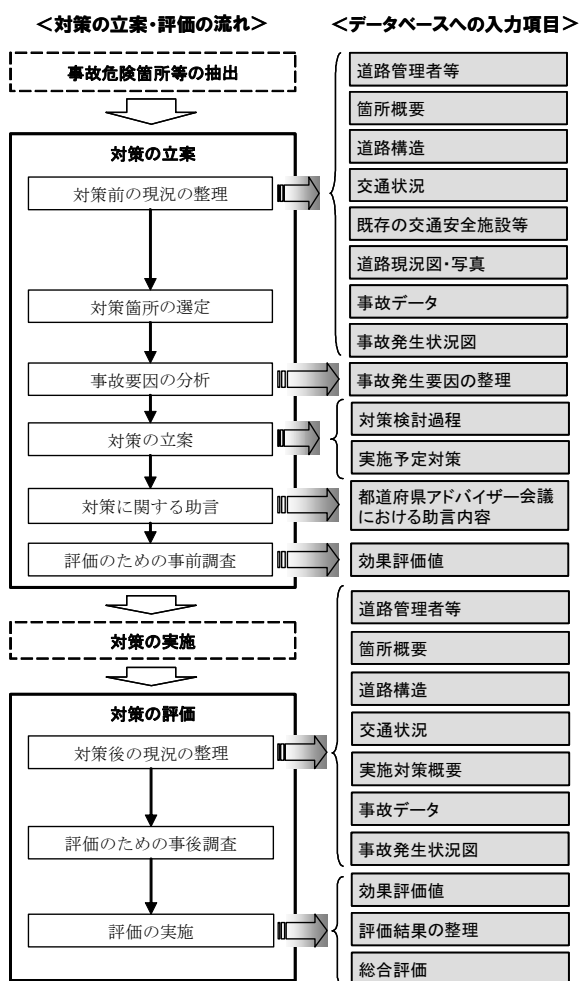 ＜対策の立案・評価の流れ＞
事故危険箇所等の抽出
対策の立案
対策前の現況の整理
対策箇所の選定
事故要因の分析
対策の立案
対策に関する助言
評価のための事前調査
対策の実施
対策の評価
対策後の現況の整理
評価のための事後調査
評価の実施
＜データベースへの入力項目＞
道路管理者等
箇所概要
道路構造
交通状況
既存の交通安全施設等
道路現況図・写真
事故データ
事故発生状況図
事故発生要因の整理
対策検討過程
実施予定対策
都道府県アドバイザー会議
における助言内容
効果評価値
道路管理者等
箇所概要
道路構造
交通状況
実施対策概要
事故データ
事故発生状況図
効果評価値
評価結果の整理
総合評価